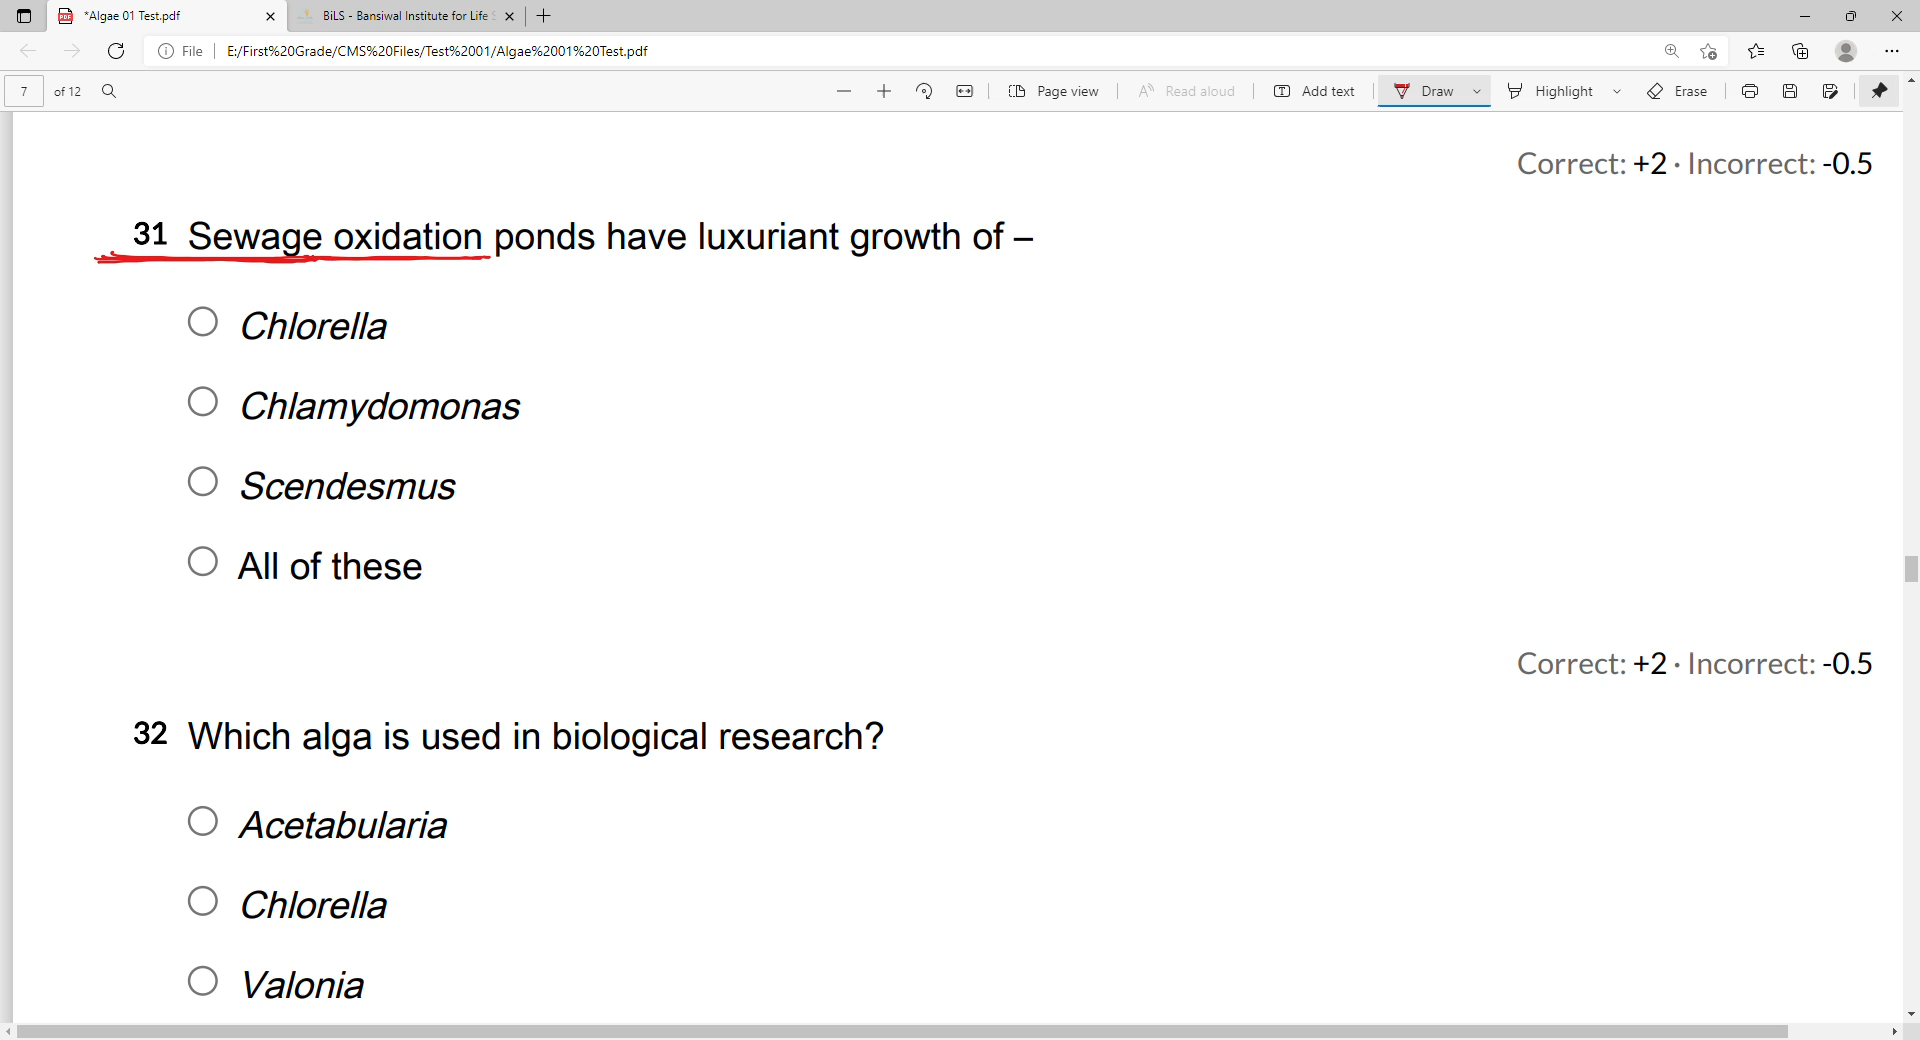 *Algae 01 Test.pdf
BiLS - Bansiwal Institute for Life
File
E:/First%20Grade/CMS%20Files/Test%2001/Algae%2001%20Test.pdf
7 of 12
Page view
Read aloud
Add text
Draw
Highlight
Erase
Correct: +2 · Incorrect: -0.5
31 Sewage oxidation ponds have luxuriant growth of –
Chlorella
Chlamydomonas
Scendesmus
All of these
Correct: +2 · Incorrect: -0.5
32 Which alga is used in biological research?
Acetabularia
Chlorella
Valonia